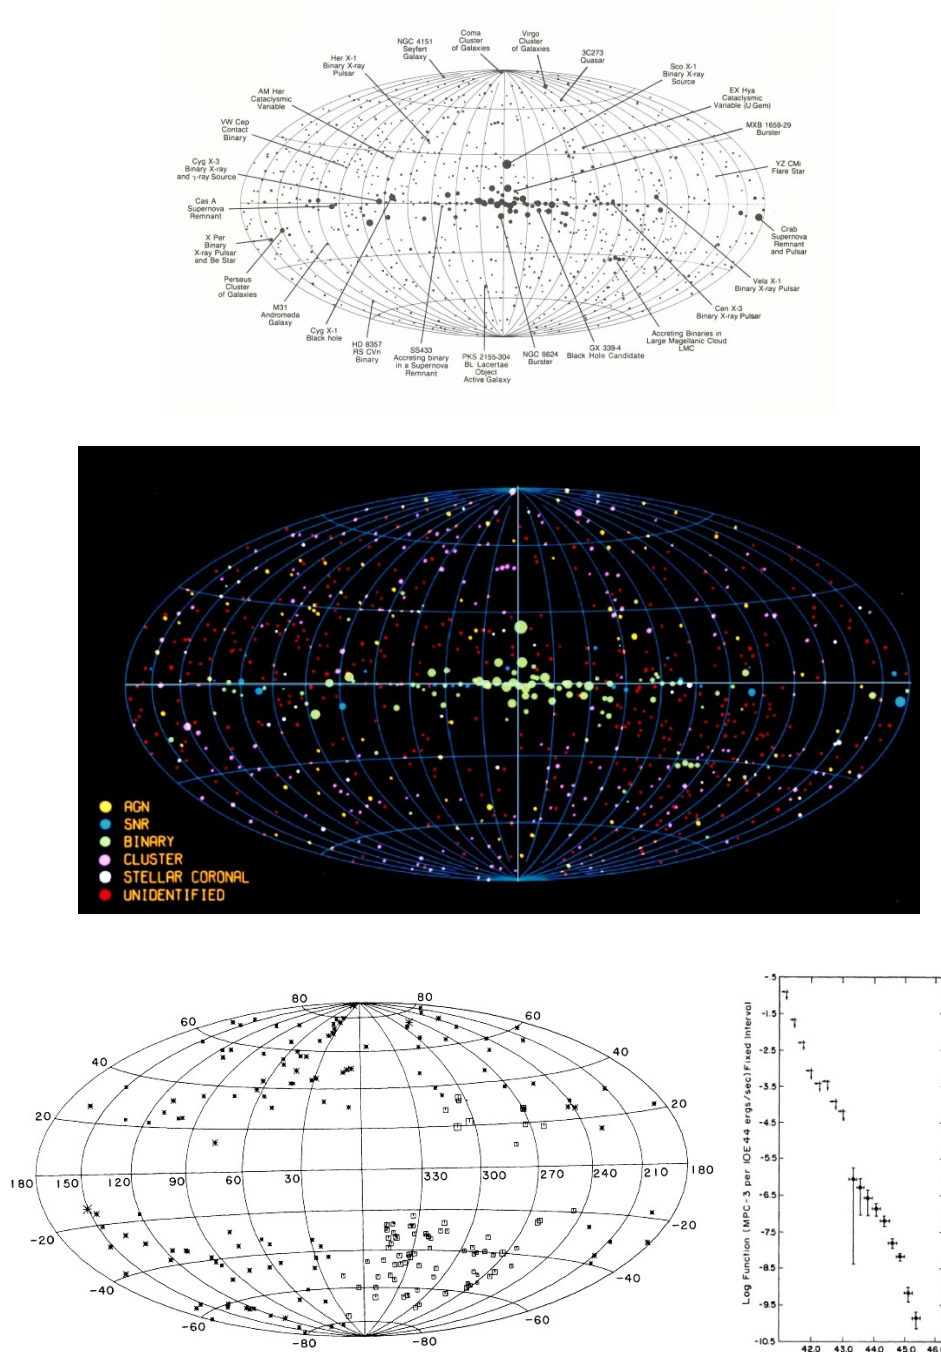 Coma
Cluster
of Galaxies
Virgo
Cluster
of Galaxies
NGC 4151
Seyfert
Galaxy
3C273
Quasar
Her X-1
Binary X-ray
Pulsar
Sco X-1
Binary X-ray
Source
AM Her
Cataclysmic
Variable
EX Hya
Cataclysmic
Variable (U Gem)
VW Cep
Contact
Binary
MXB 1659-29
Burster
Cyg X-3
Binary X-ray
and γ-ray Source
YZ CMi
Flare Star
Cas A
Supernova
Remnant
Crab
Supernova
Remnant
and Pulsar
X Per
Binary
X-ray Pulsar
and Be Star
Perseus
Cluster
of Galaxies
Vela X-1
Binary X-ray Pulsar
M31
Andromeda
Galaxy
Cen X-3
Binary X-ray Pulsar
Cyg X-1
Black hole
HD 8357
RS CVn
Binary
SS433
Accreting binary
in a Supernova
Remnant
PKS 2155-304
BL Lacertae
Object
Active Galaxy
NGC 6624
Burster
GX 339-4
Black Hole Candidate
Accreting Binaries in
Large Magellanic Cloud
LMC
AGN
SNR
BINARY
CLUSTER
STELLAR CORONAL
UNIDENTIFIED
80 80
60 60
40 40
20 20
180 150 120 90 60 30 330 300 270 240 210 180
-20 -20
-40 -40
-60 -60
-80 -80
Log Function (MPC-3 per 10E44 ergs/sec) Fixed Interval
-.5
-1.5
-2.5
-3.5
-4.5
-5.5
-6.5
-7.5
-8.5
-9.5
-10.5
42.0 43.0 44.0 45.0 46.